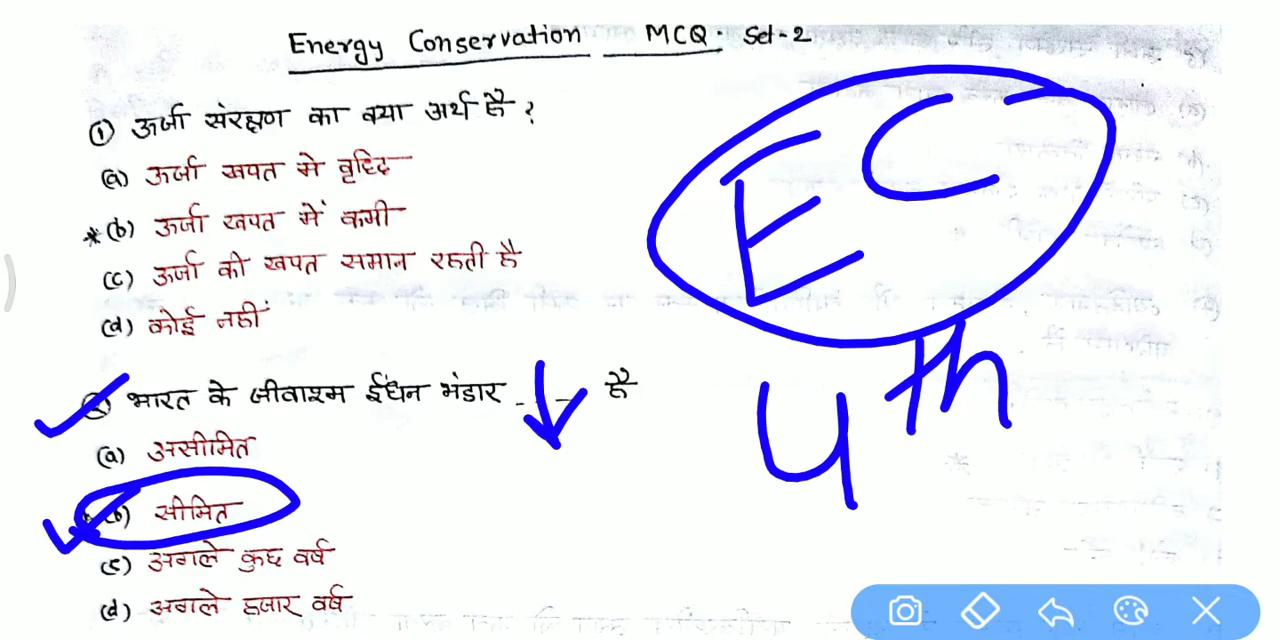 Energy Conservation MCQ. Set-2
① ऊर्जा संरक्षण का क्या अर्थ है ?
(a) ऊर्जा खपत मे वृद्धि
*(b) ऊर्जा खपत में कमी
(c) ऊर्जा की खपत समान रहती है
(d) कोई नहीं
EC
4th
② भारत के जीवाश्म ईंधन भंडार - - - है
(a) असीमित
(b) सीमित
(c) अगले कुछ वर्ष
(d) अगले हजार वर्ष